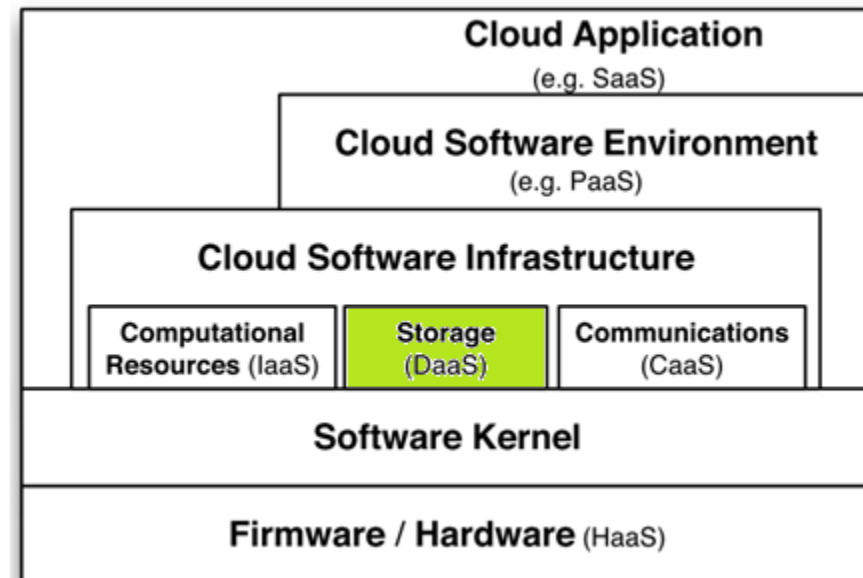 Cloud Application
(e.g. SaaS)
Cloud Software Environment
(e.g. PaaS)
Cloud Software Infrastructure
Computational
Resources (IaaS)
Storage
(DaaS)
Communications
(CaaS)
Software Kernel
Firmware / Hardware (HaaS)